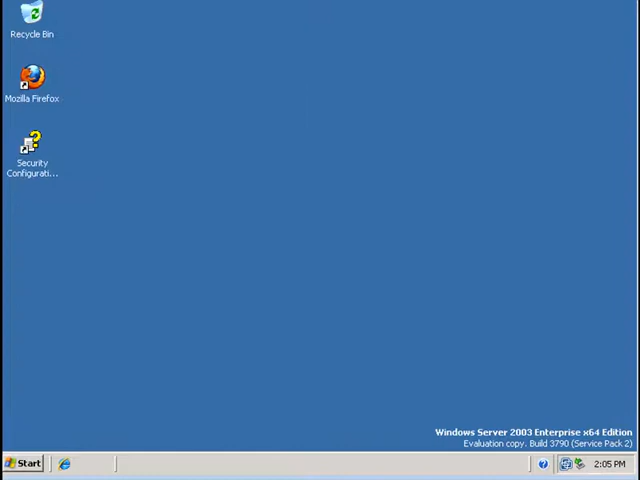 Recycle Bin
Mozilla Firefox
Security
Configurati...
Windows Server 2003 Enterprise x64 Edition
Evaluation copy. Build 3790 (Service Pack 2)
Start
2:05 PM